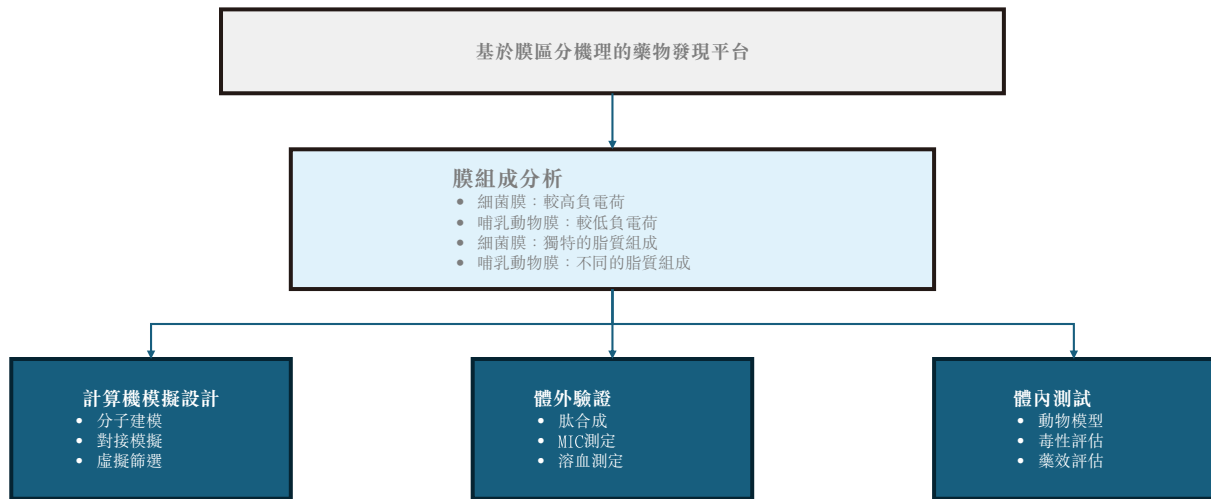 基於膜區分機理的藥物發現平台
膜組成分析
• 細菌膜：較高負電荷
• 哺乳動物膜：較低負電荷
• 細菌膜：獨特的脂質組成
• 哺乳動物膜：不同的脂質組成
計算機模擬設計
• 分子建模
• 對接模擬
• 虛擬篩選
體外驗證
• 肽合成
• MIC測定
• 溶血測定
體內測試
• 動物模型
• 毒性評估
• 藥效評估